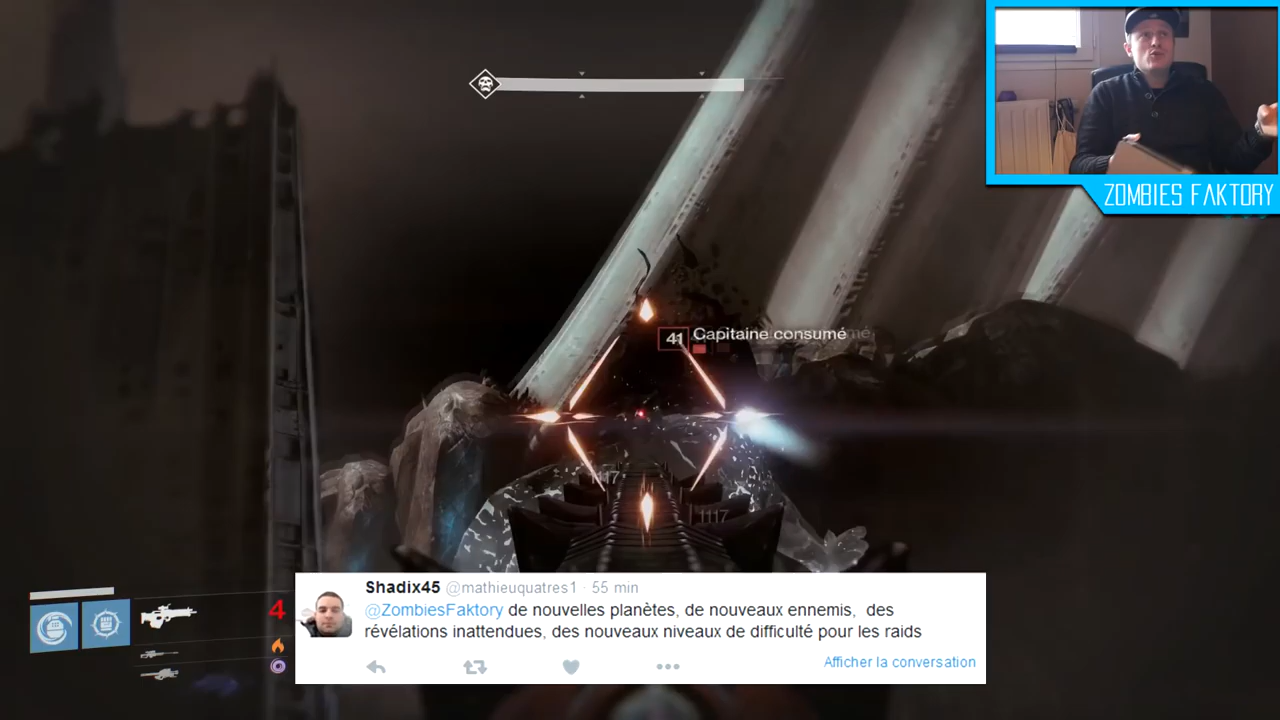 ZOMBIES FAKTORY
41 Capitaine consumé
1117
4
Shadix45 @mathieuquatres1 · 55 min
@ZombiesFaktory de nouvelles planètes, de nouveaux ennemis, des
révélations inattendues, des nouveaux niveaux de difficulté pour les raids
Afficher la conversation